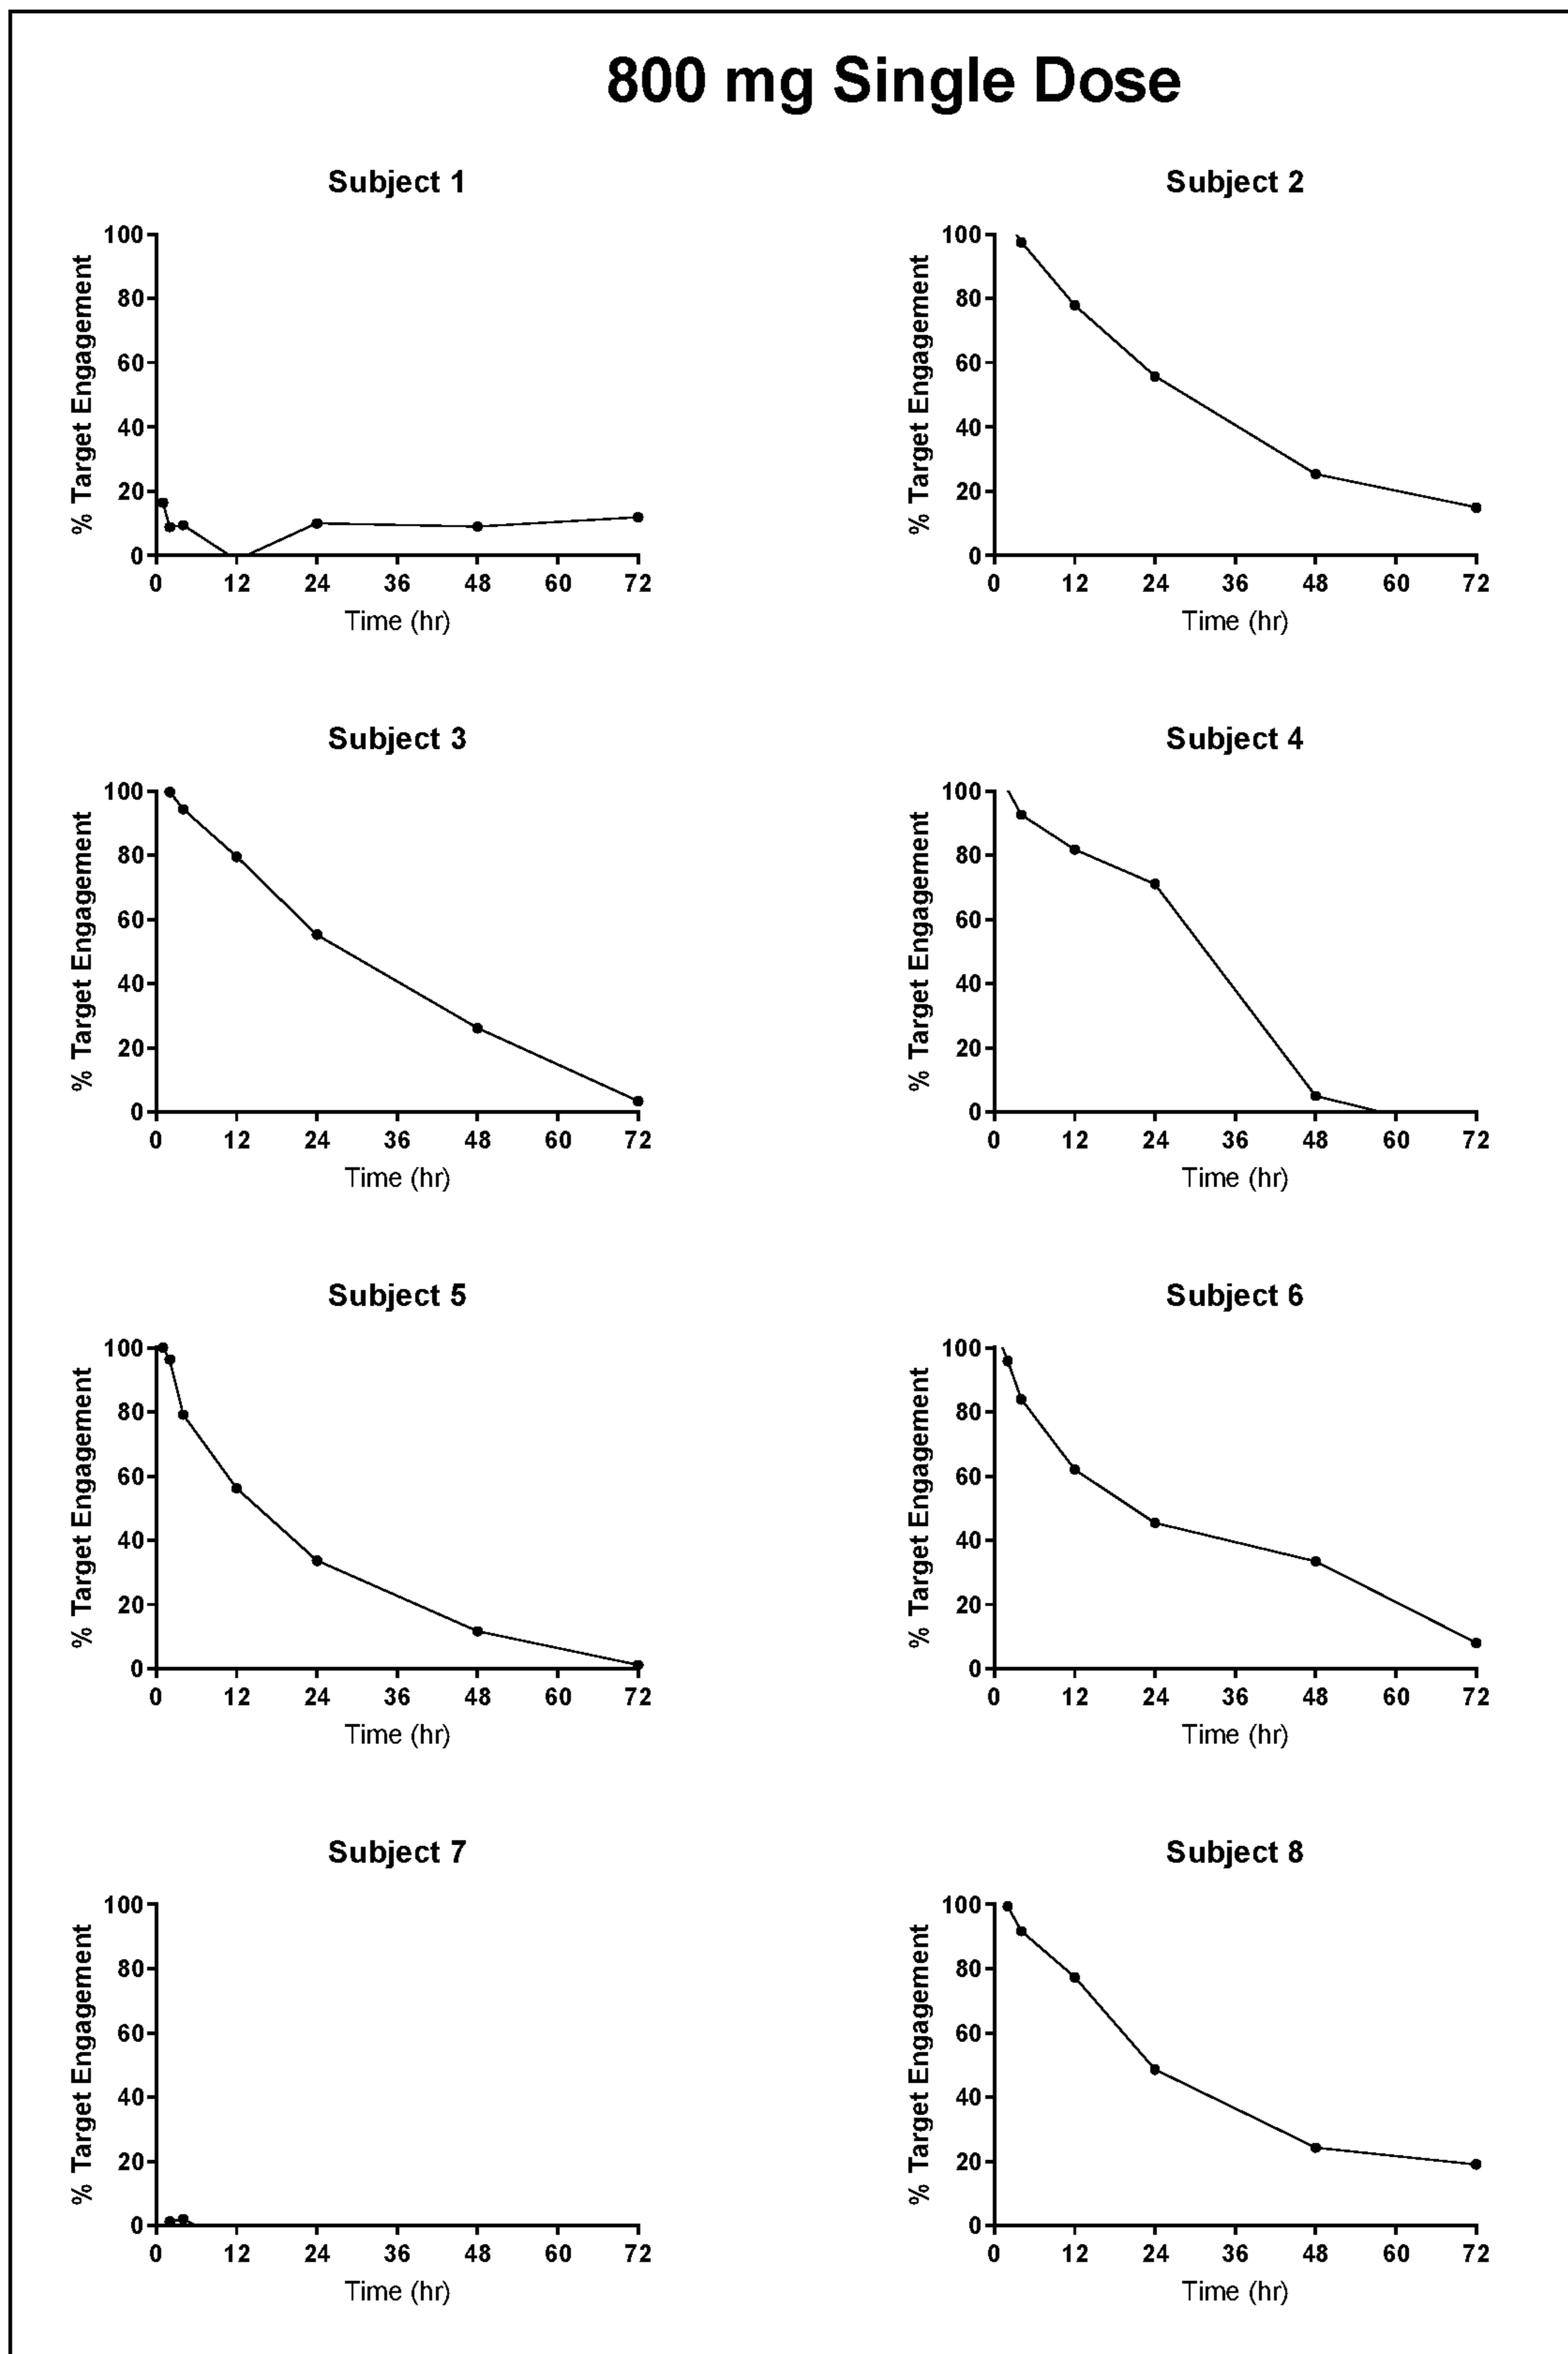 800 mg Single Dose
Subject 1
% Target Engagement
100
80
60
40
20
0
0 12 24 36 48 60 72
Time (hr)
Subject 2
% Target Engagement
100
80
60
40
20
0
0 12 24 36 48 60 72
Time (hr)
Subject 3
% Target Engagement
100
80
60
40
20
0
0 12 24 36 48 60 72
Time (hr)
Subject 4
% Target Engagement
100
80
60
40
20
0
0 12 24 36 48 60 72
Time (hr)
Subject 5
% Target Engagement
100
80
60
40
20
0
0 12 24 36 48 60 72
Time (hr)
Subject 6
% Target Engagement
100
80
60
40
20
0
0 12 24 36 48 60 72
Time (hr)
Subject 7
% Target Engagement
100
80
60
40
20
0
0 12 24 36 48 60 72
Time (hr)
Subject 8
% Target Engagement
100
80
60
40
20
0
0 12 24 36 48 60 72
Time (hr)